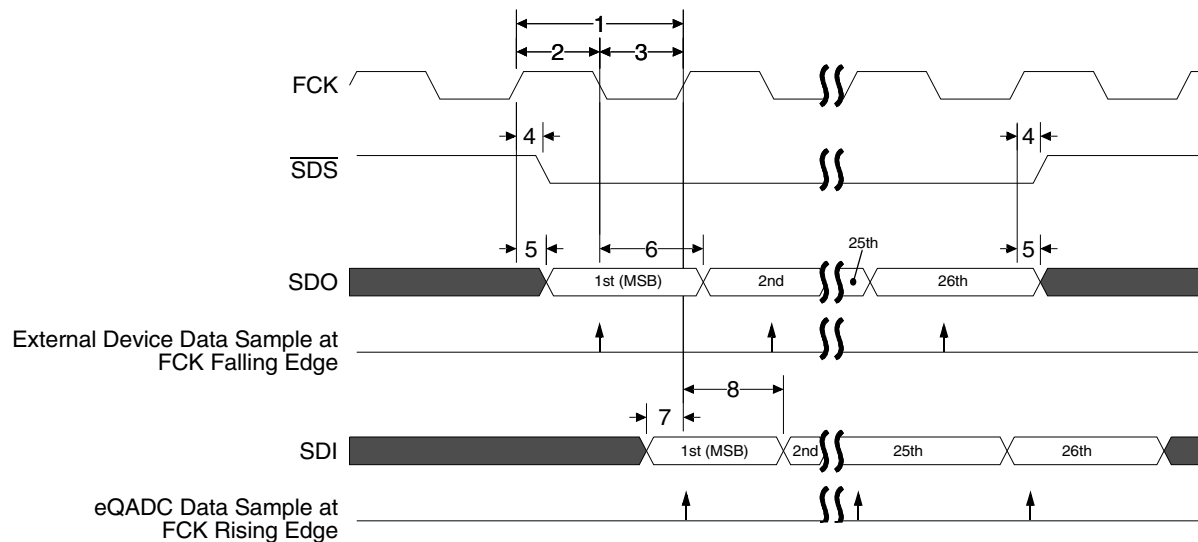 1
2 3
FCK
4 4
SDS
5 6 25th 5
SDO 1st (MSB) 2nd 26th
External Device Data Sample at
FCK Falling Edge
8
7
SDI 1st (MSB) 2nd 25th 26th
eQADC Data Sample at
FCK Rising Edge